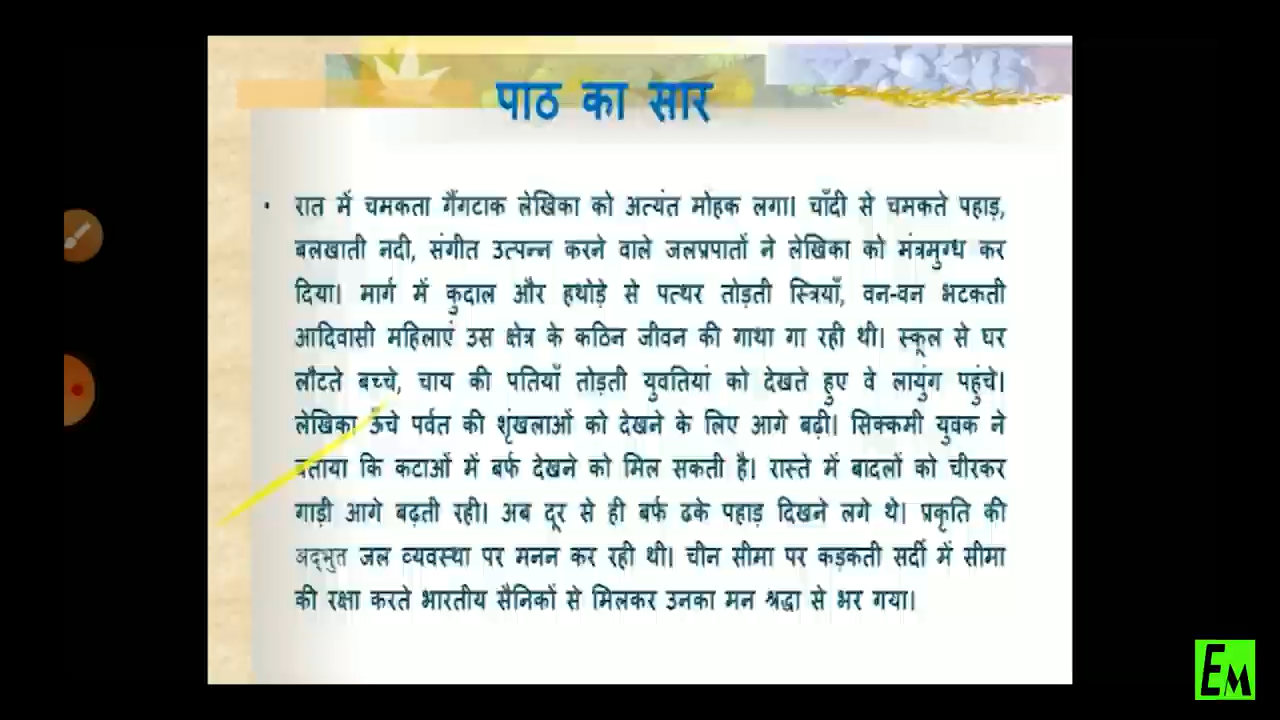 पाठ का सार
• रात में चमकता गैंगटाक लेखिका को अत्यंत मोहक लगा। चाँदी से चमकते पहाड़,
बलखाती नदी, संगीत उत्पन्न करने वाले जलप्रपातों ने लेखिका को मंत्रमुग्ध कर
दिया। मार्ग में कुदाल और हथोड़े से पत्थर तोड़ती स्त्रियाँ, वन-वन भटकती
आदिवासी महिलाएं उस क्षेत्र के कठिन जीवन की गाथा गा रही थी। स्कूल से घर
लौटते बच्चे, चाय की पतियाँ तोड़ती युवतियां को देखते हुए वे लायुंग पहुंचे।
लेखिका ऊँचे पर्वत की शृंखलाओं को देखने के लिए आगे बढ़ी। सिक्कमी युवक ने
बताया कि कटाओं में बर्फ देखने को मिल सकती है। रास्ते में बादलों को चीरकर
गाड़ी आगे बढ़ती रही। अब दूर से ही बर्फ ढके पहाड़ दिखने लगे थे। प्रकृति की
अद्भुत जल व्यवस्था पर मनन कर रही थी। चीन सीमा पर कड़कती सर्दी में सीमा
की रक्षा करते भारतीय सैनिकों से मिलकर उनका मन श्रद्धा से भर गया।
EM